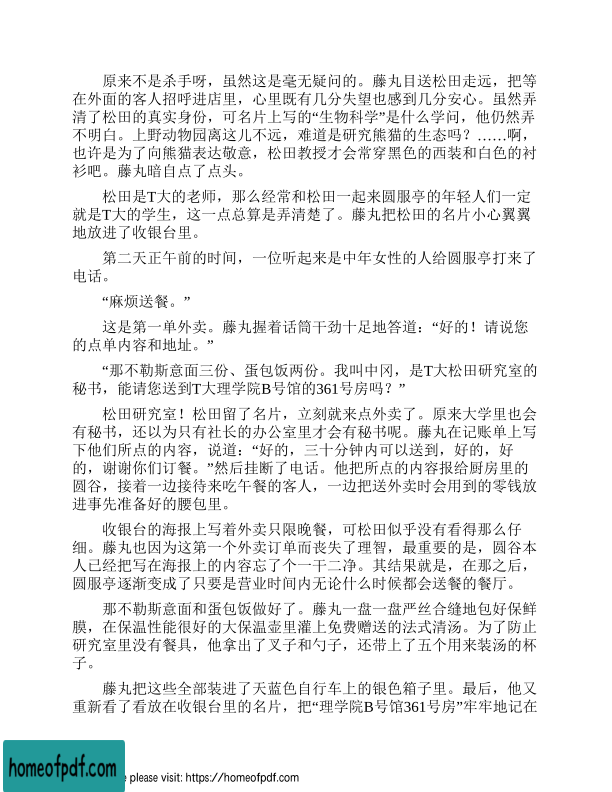 原来不是杀手呀，虽然这是毫无疑问的。藤丸目送松田走远，把等
在外面的客人招呼进店里，心里既有几分失望也感到几分安心。虽然弄
清了松田的真实身份，可名片上写的“生物科学”是什么学问，他仍然弄
不明白。上野动物园离这儿不远，难道是研究熊猫的生态吗？……啊，
也许是为了向熊猫表达敬意，松田教授才会常穿黑色的西装和白色的衬
衫吧。藤丸暗自点了点头。
松田是T大的老师，那么经常和松田一起来圆服亭的年轻人们一定
就是T大的学生，这一点总算是弄清楚了。藤丸把松田的名片小心翼翼
地放进了收银台里。
第二天正午前的时间，一位听起来是中年女性的人给圆服亭打来了
电话。
“麻烦送餐。”
这是第一单外卖。藤丸握着话筒干劲十足地答道：“好的！请说您
的点单内容和地址。”
“那不勒斯意面三份、蛋包饭两份。我叫中冈，是T大松田研究室的
秘书，能请您送到T大理学院B号馆的361号房吗？”
松田研究室！松田留了名片，立刻就来点外卖了。原来大学里也会
有秘书，还以为只有社长的办公室里才会有秘书呢。藤丸在记账单上写
下他们所点的内容，说道：“好的，三十分钟内可以送到，好的，好
的，谢谢你们订餐。”然后挂断了电话。他把所点的内容报给厨房里的
圆谷，接着一边接待来吃午餐的客人，一边把送外卖时会用到的零钱放
进事先准备好的腰包里。
收银台的海报上写着外卖只限晚餐，可松田似乎没有看得那么仔
细。藤丸也因为这第一个外卖订单而丧失了理智，最重要的是，圆谷本
人已经把写在海报上的内容忘了个一干二净。其结果就是，在那之后，
圆服亭逐渐变成了只要是营业时间内无论什么时候都会送餐的餐厅。
那不勒斯意面和蛋包饭做好了。藤丸一盘一盘严丝合缝地包好保鲜
膜，在保温性能很好的大保温壶里灌上免费赠送的法式清汤。为了防止
研究室里没有餐具，他拿出了叉子和勺子，还带上了五个用来装汤的杯
子。
藤丸把这些全部装进了天蓝色自行车上的银色箱子里。最后，他又
重新看了看放在收银台里的名片，把“理学院B号馆361号房”牢牢地记在
homeofpdf.com
please visit: https://homeofpdf.com